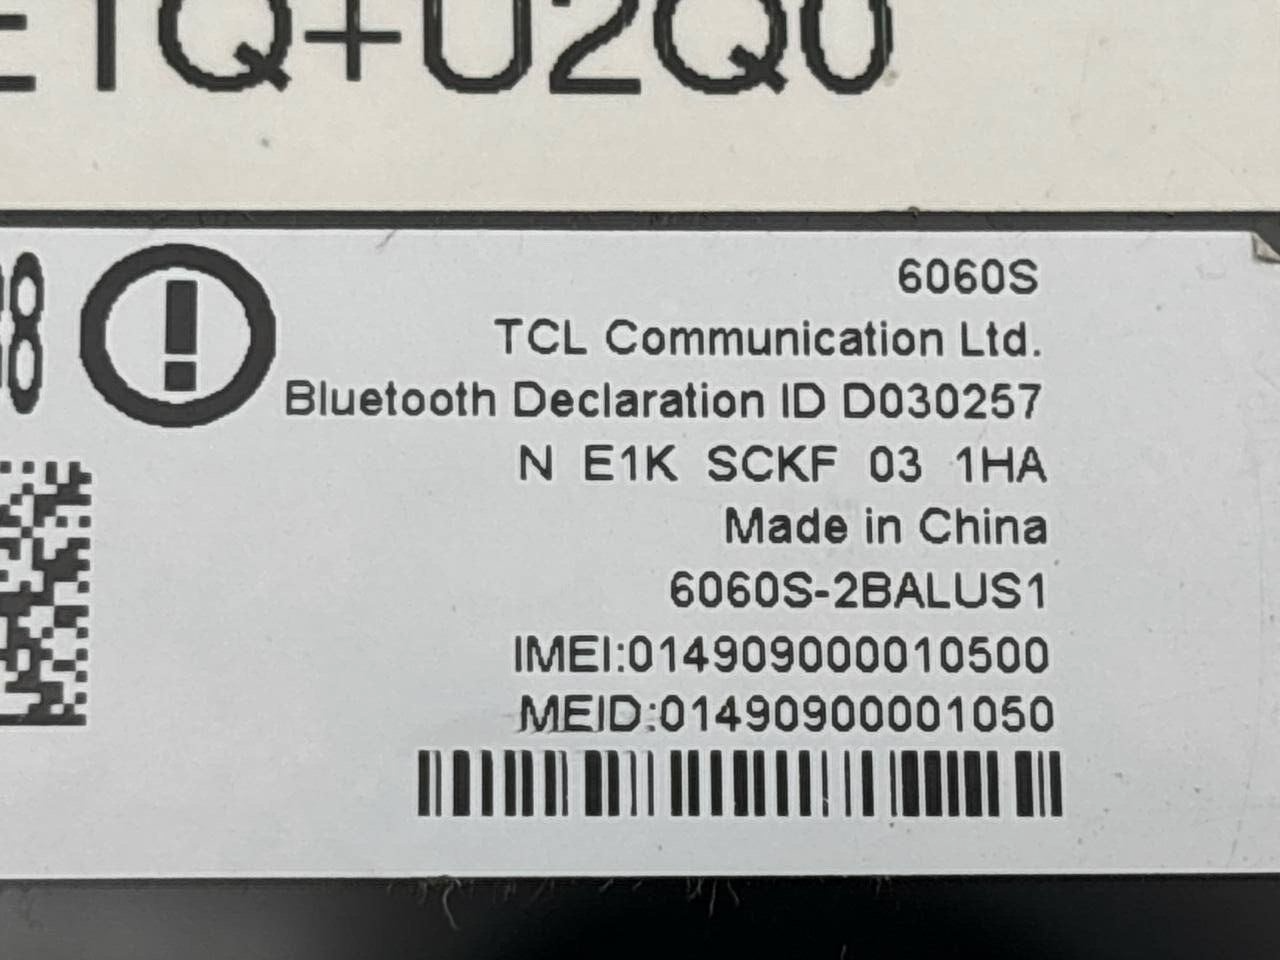 E1Q+U2Q0
6060S
TCL Communication Ltd.
Bluetooth Declaration ID D030257
N E1K SCKF 03 1HA
Made in China
6060S-2BALUS1
IMEI:014909000010500
MEID:01490900001050